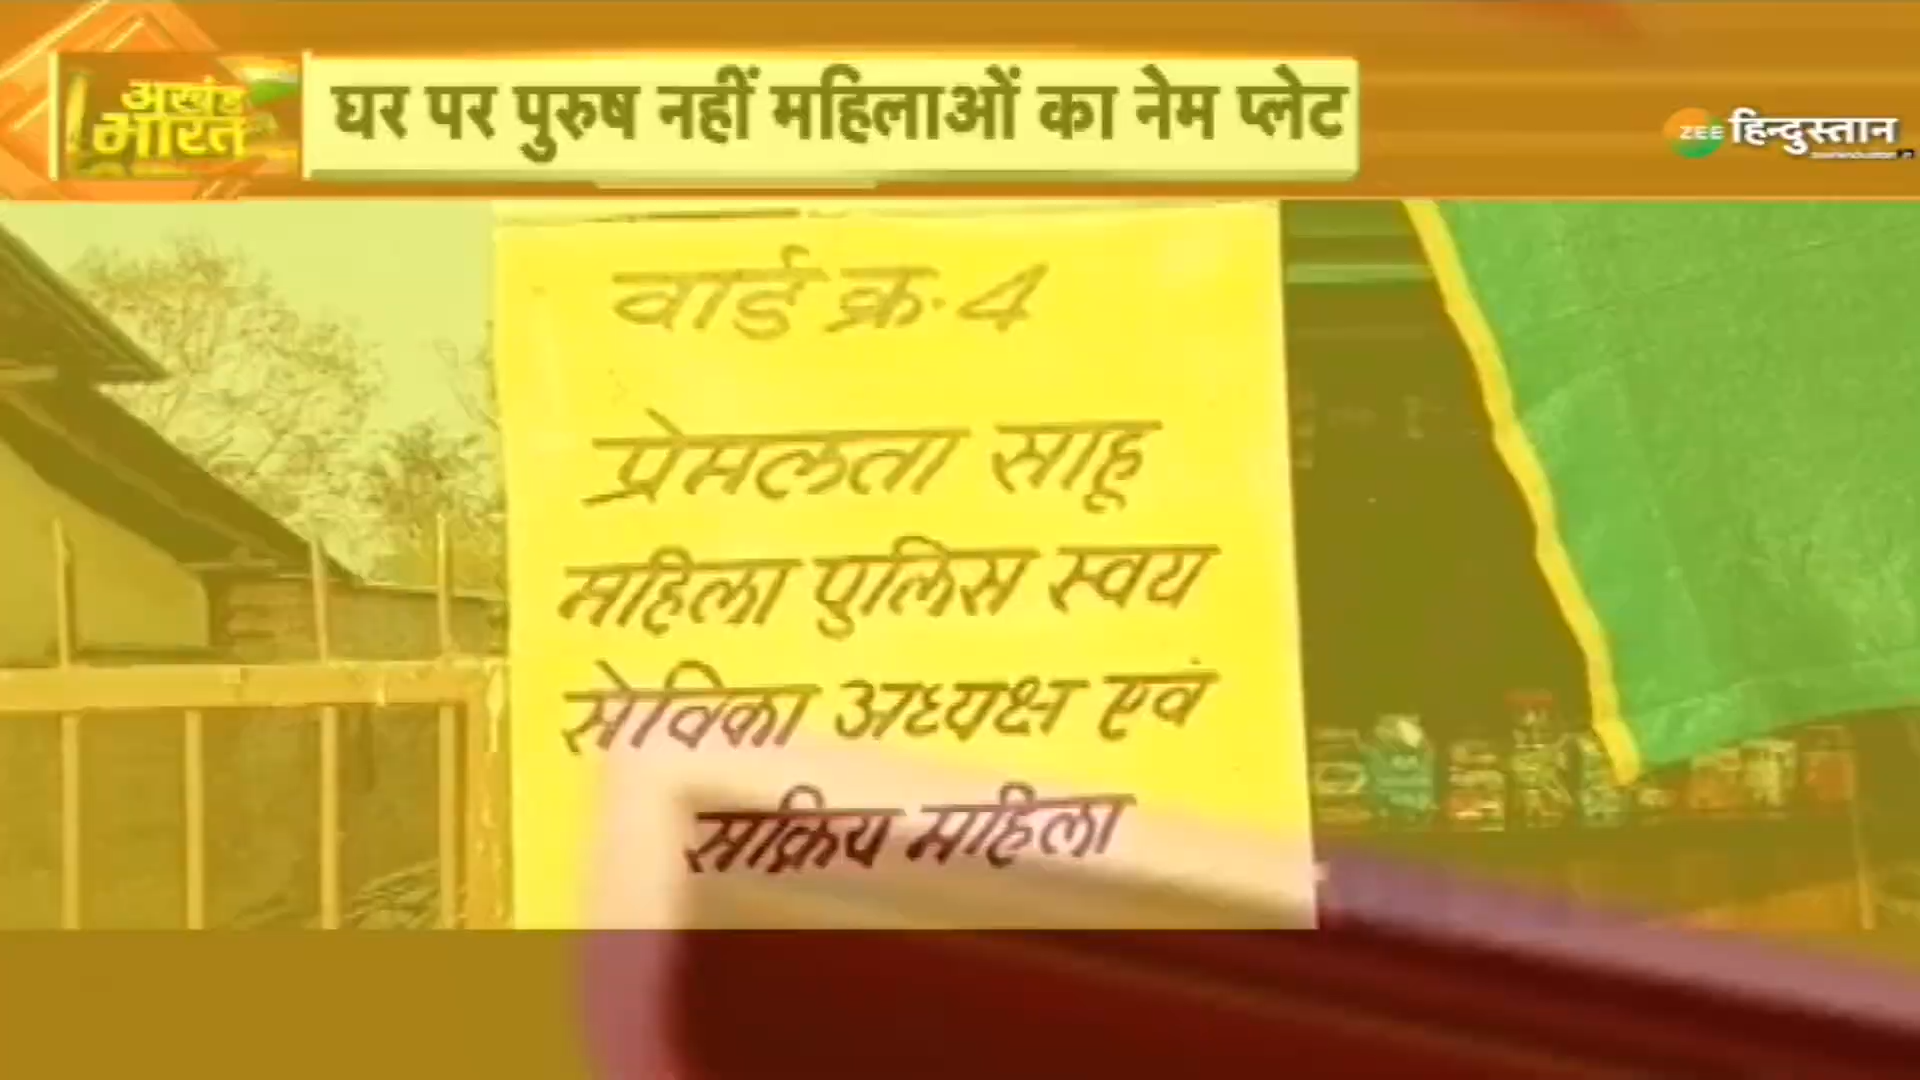 अखंड
भारत
घर पर पुरुष नहीं महिलाओं का नेम प्लेट
ZEE हिन्दुस्तान
वार्ड क्र. 4
प्रेमलता साहू
महिला पुलिस स्वय
सेविका अध्यक्ष एवं
सक्रिय महिला